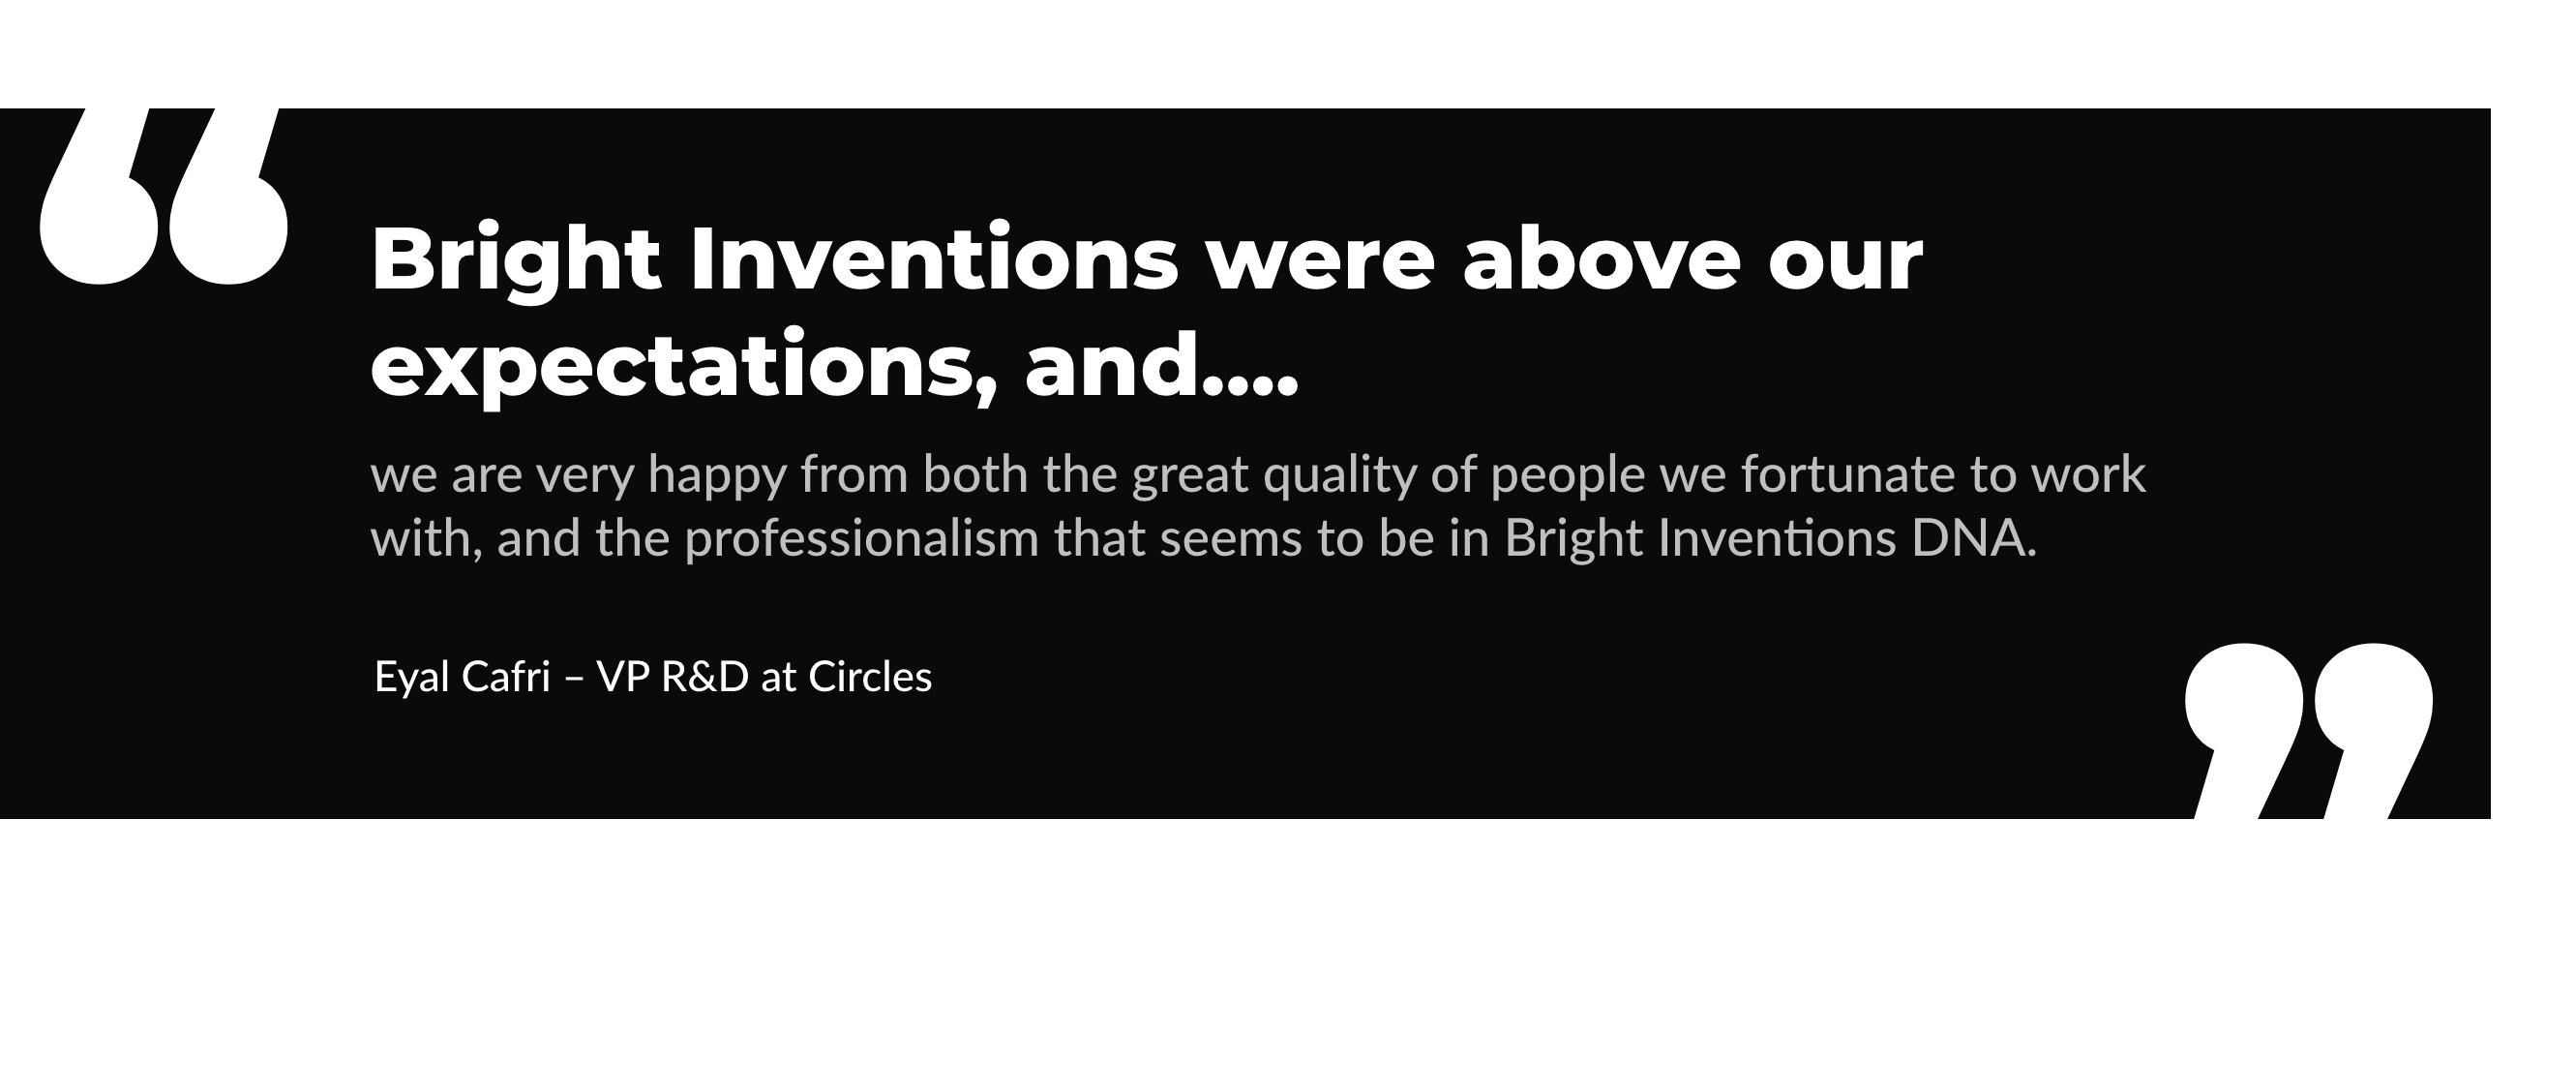 Bright Inventions were above our
expectations, and....
we are very happy from both the great quality of people we fortunate to work
with, and the professionalism that seems to be in Bright Inventions DNA.
Eyal Cafri – VP R&D at Circles